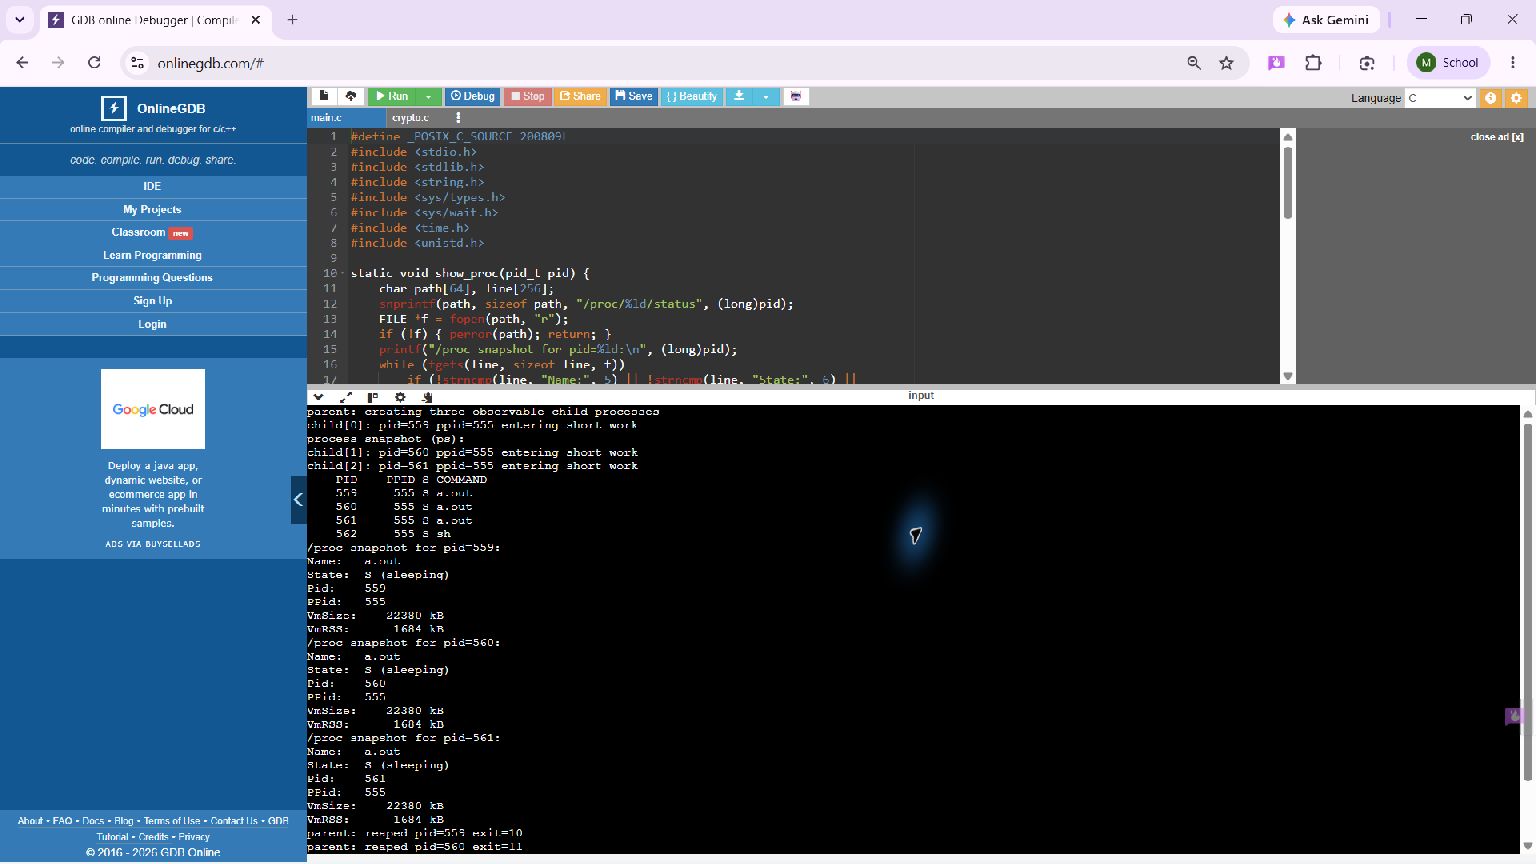 GDB online Debugger | Compile
Ask Gemini
onlinegdb.com/#
M School
OnlineGDB
online compiler and debugger for c/c++
code. compile. run. debug. share.
IDE
My Projects
Classroom new
Learn Programming
Programming Questions
Sign Up
Login
Google Cloud
Deploy a java app,
dynamic website, or
ecommerce app in
minutes with prebuilt
samples.
ADS VIA BUYSELLADS
About • FAQ • Docs • Blog • Terms of Use • Contact Us • GDB
Tutorial • Credits • Privacy
© 2016 - 2026 GDB Online
Run Debug Stop Share Save { } Beautify
Language C
main.c crypto.c
close ad [x]
1 #define _POSIX_C_SOURCE 200809L
2 #include <stdio.h>
3 #include <stdlib.h>
4 #include <string.h>
5 #include <sys/types.h>
6 #include <sys/wait.h>
7 #include <time.h>
8 #include <unistd.h>
9
10 static void show_proc(pid_t pid) {
11 char path[64], line[256];
12 snprintf(path, sizeof path, "/proc/%ld/status", (long)pid);
13 FILE *f = fopen(path, "r");
14 if (!f) { perror(path); return; }
15 printf("/proc snapshot for pid=%ld:\n", (long)pid);
16 while (fgets(line, sizeof line, f))
17 if (!strncmp(line, "Name:", 5) || !strncmp(line, "State:", 6) ||
input
parent: creating three observable child processes
child[0]: pid=559 ppid=555 entering short work
process snapshot (ps):
child[1]: pid=560 ppid=555 entering short work
child[2]: pid=561 ppid=555 entering short work
PID PPID S COMMAND
559 555 S a.out
560 555 S a.out
561 555 S a.out
562 555 S sh
/proc snapshot for pid=559:
Name: a.out
State: S (sleeping)
Pid: 559
PPid: 555
VmSize: 22380 kB
VmRSS: 1684 kB
/proc snapshot for pid=560:
Name: a.out
State: S (sleeping)
Pid: 560
PPid: 555
VmSize: 22380 kB
VmRSS: 1684 kB
/proc snapshot for pid=561:
Name: a.out
State: S (sleeping)
Pid: 561
PPid: 555
VmSize: 22380 kB
VmRSS: 1684 kB
parent: reaped pid=559 exit=10
parent: reaped pid=560 exit=11